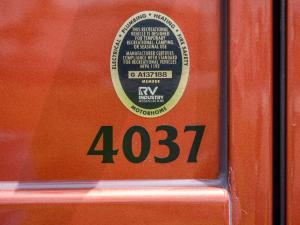 ELECTRICAL • PLUMBING • HEATING • FIRE SAFETY
THIS RECREATIONAL
VEHICLE IS DESIGNED
FOR TEMPORARY
RECREATIONAL, CAMPING,
OR SEASONAL USE
MANUFACTURER CERTIFIES
COMPLIANCE WITH STANDARD
FOR RECREATIONAL VEHICLES
NFPA 1192
A137188
MEMBER
RV
INDUSTRY
ASSOCIATION
MOTORHOME
4037